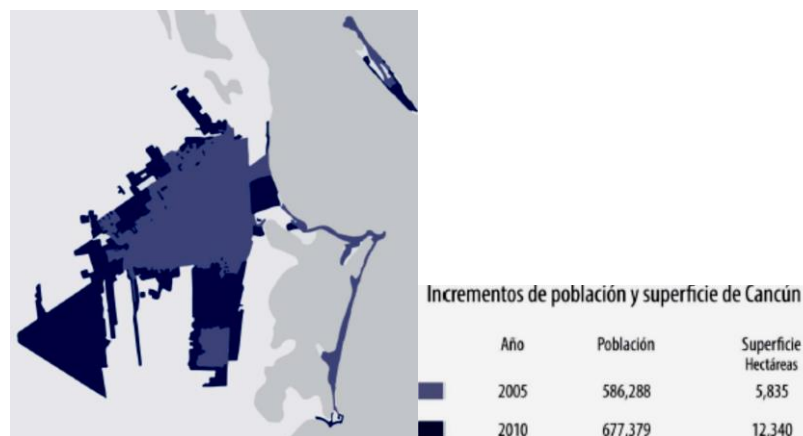 Incrementos de población y superficie de Cancún
Año Población Superficie
Hectáreas
2005 586,288 5,835
2010 677,379 12,340